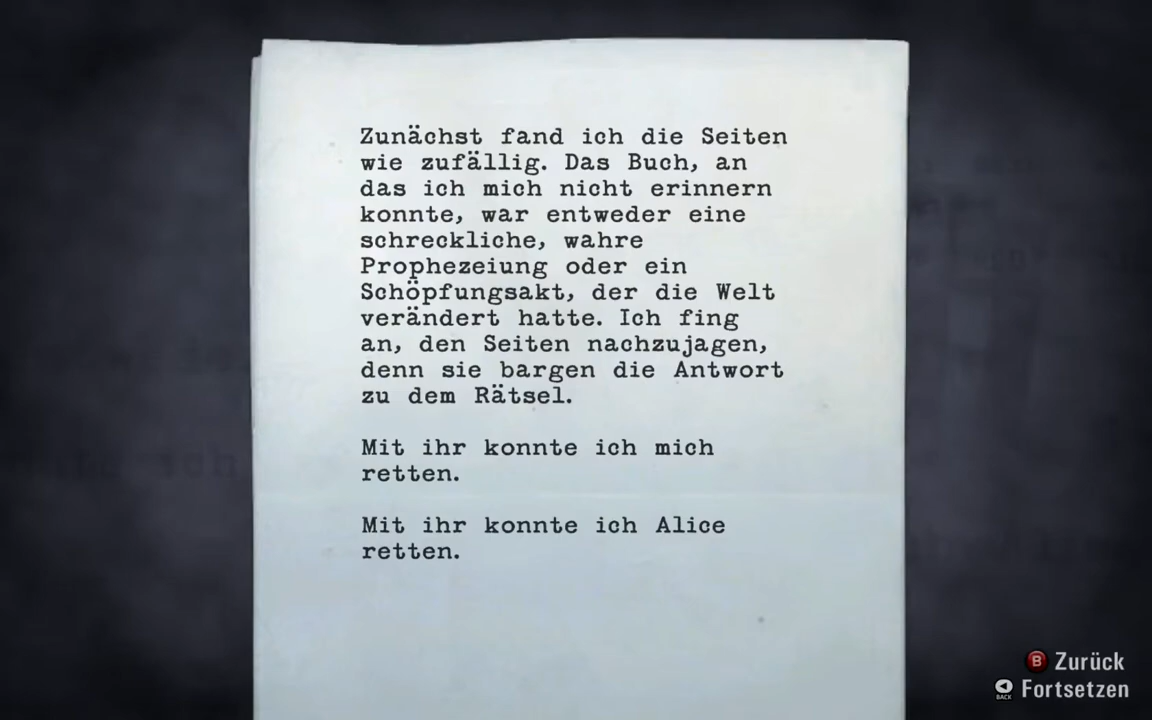 Zunächst fand ich die Seiten
wie zufällig. Das Buch, an
das ich mich nicht erinnern
konnte, war entweder eine
schreckliche, wahre
Prophezeiung oder ein
Schöpfungsakt, der die Welt
verändert hatte. Ich fing
an, den Seiten nachzujagen,
denn sie bargen die Antwort
zu dem Rätsel.
Mit ihr konnte ich mich
retten.
Mit ihr konnte ich Alice
retten.
B Zurück
BACK Fortsetzen